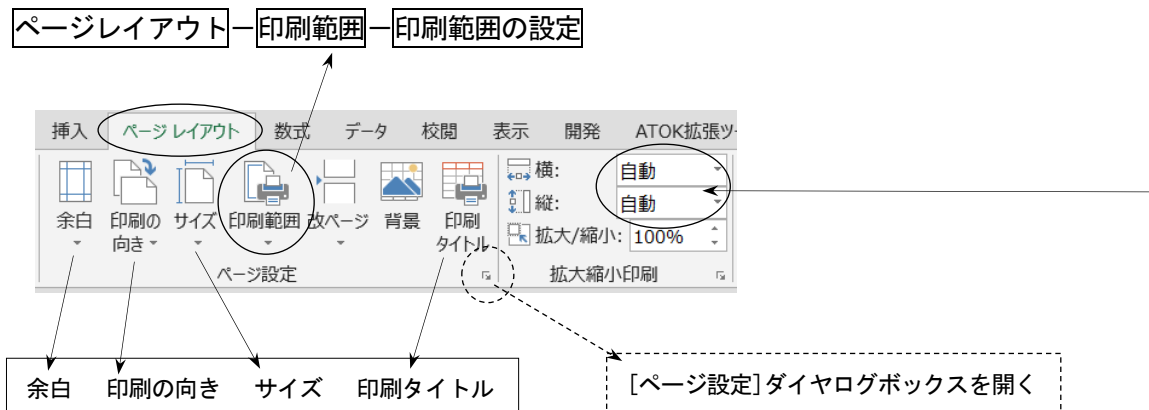 ページレイアウト－印刷範囲－印刷範囲の設定
挿入 ページ レイアウト 数式 データ 校閲 表示 開発 ATOK拡張ツ
余白 印刷の向き サイズ 印刷範囲 改ページ 背景 印刷タイトル
横: 自動
縦: 自動
拡大/縮小: 100%
ページ設定 拡大縮小印刷
余白 印刷の向き サイズ 印刷タイトル
[ページ設定]ダイヤログボックスを開く